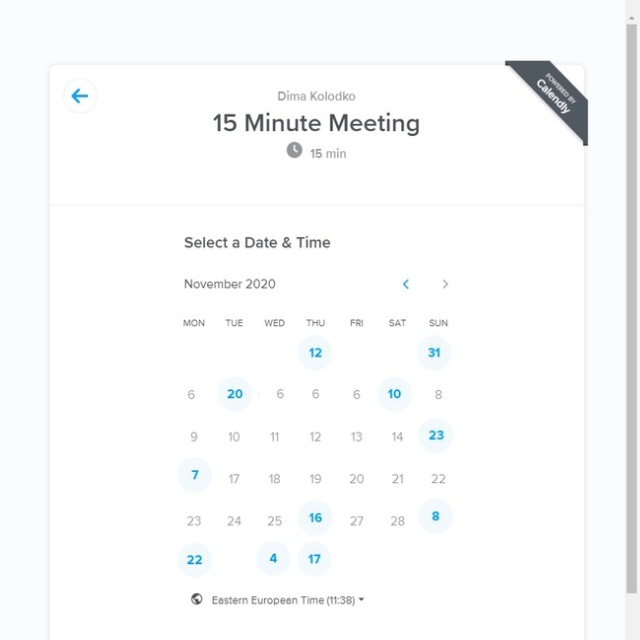 POWERED BY
Calendly
Dima Kolodko
15 Minute Meeting
15 min
Select a Date & Time
November 2020
MON TUE WED THU FRI SAT SUN
12 31
6 20 6 6 6 10 8
9 10 11 12 13 14 23
7 17 18 19 20 21 22
23 24 25 16 27 28 8
22 4 17
Eastern European Time (11:38)